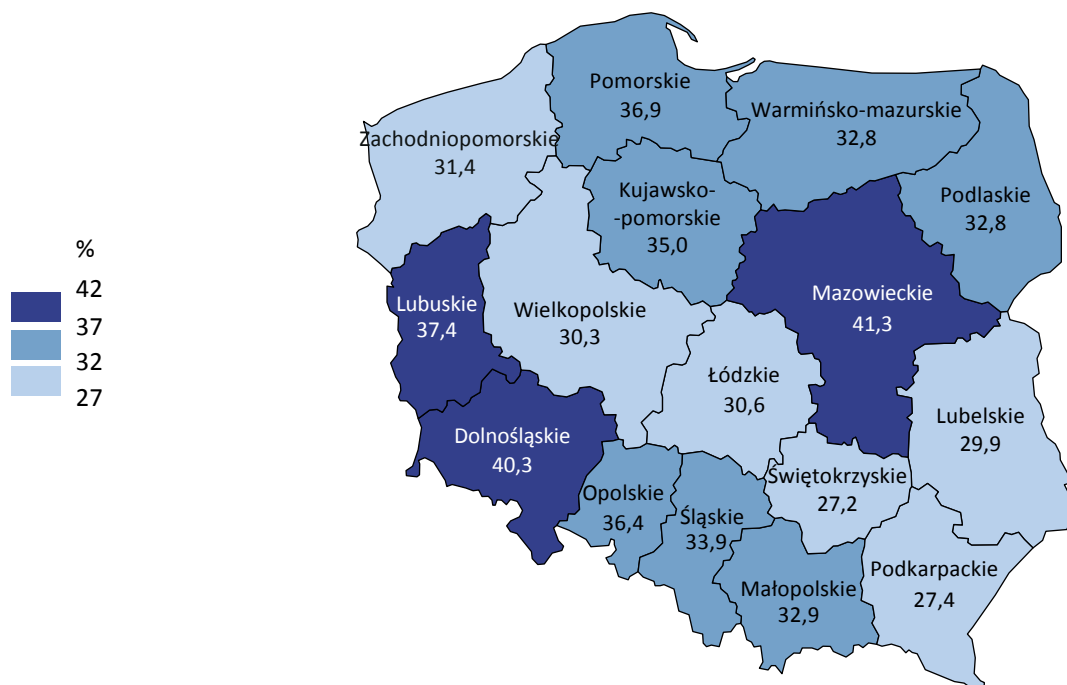 %
42
37
32
27
Pomorskie
36,9
Warmińsko-mazurskie
32,8
Zachodniopomorskie
31,4
Kujawsko-
-pomorskie
35,0
Podlaskie
32,8
Lubuskie
37,4
Wielkopolskie
30,3
Mazowieckie
41,3
Łódzkie
30,6
Lubelskie
29,9
Dolnośląskie
40,3
Świętokrzyskie
27,2
Opolskie
36,4
Śląskie
33,9
Podkarpackie
27,4
Małopolskie
32,9